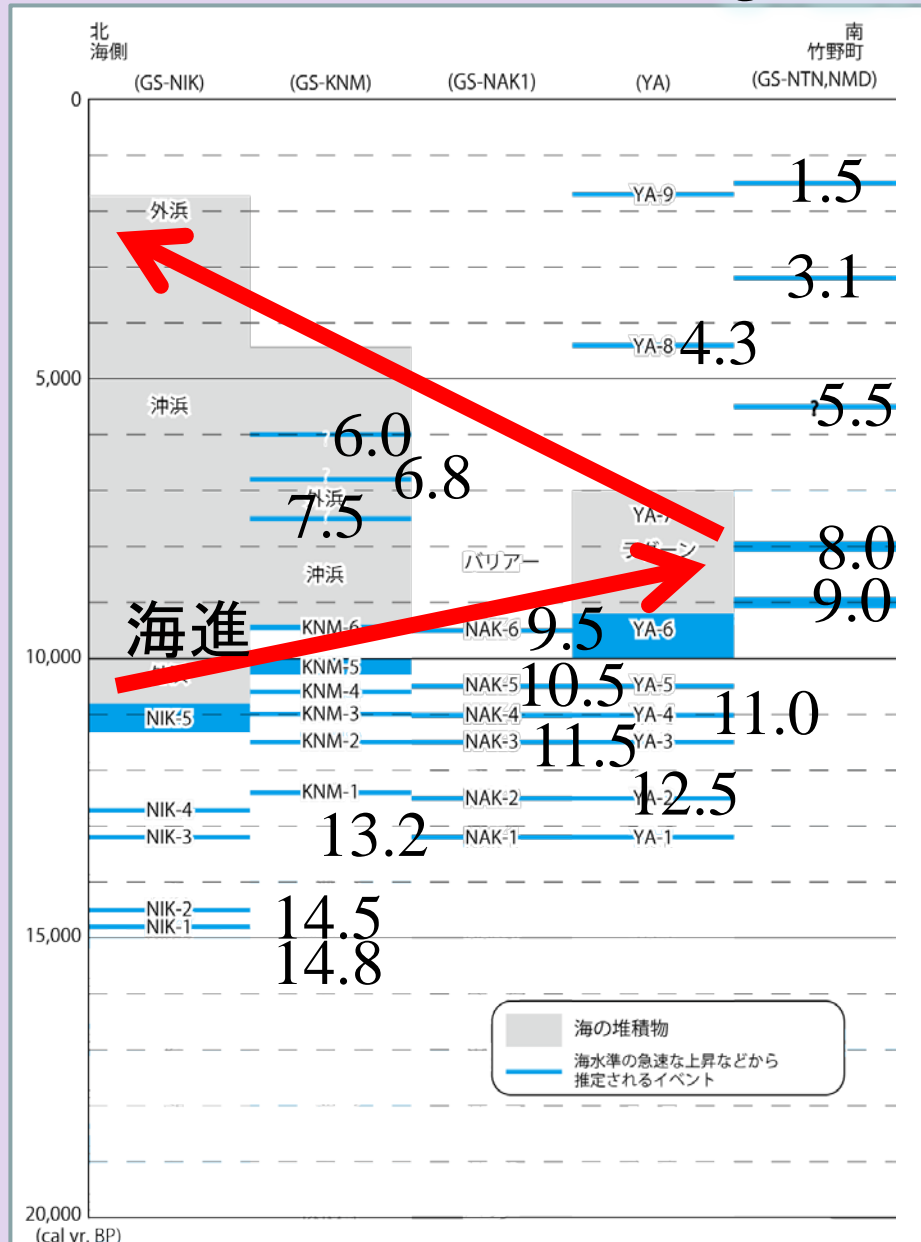 北
海側
南
竹野町
(GS-NIK)
(GS-KNM)
(GS-NAK1)
(YA)
(GS-NTN,NMD)
0
YA-9
1.5
外浜
3.1
YA-8
4.3
5,000
沖浜
?
5.5
?
6.0
?
6.8
外浜
7.5
YA-7
ラグーン
8.0
バリアー
沖浜
9.0
海進
KNM-6
NAK-6
9.5
YA-6
10,000
KNM-5
KNM-4
NAK-5
10.5
YA-5
NIK-5
KNM-3
NAK-4
YA-4
11.0
KNM-2
NAK-3
11.5
YA-3
KNM-1
NAK-2
YA-2
12.5
NIK-4
NIK-3
13.2
NAK-1
YA-1
NIK-2
14.5
NIK-1
15,000
14.8
海の堆積物
海水準の急速な上昇などから
推定されるイベント
20,000
(cal yr. BP)